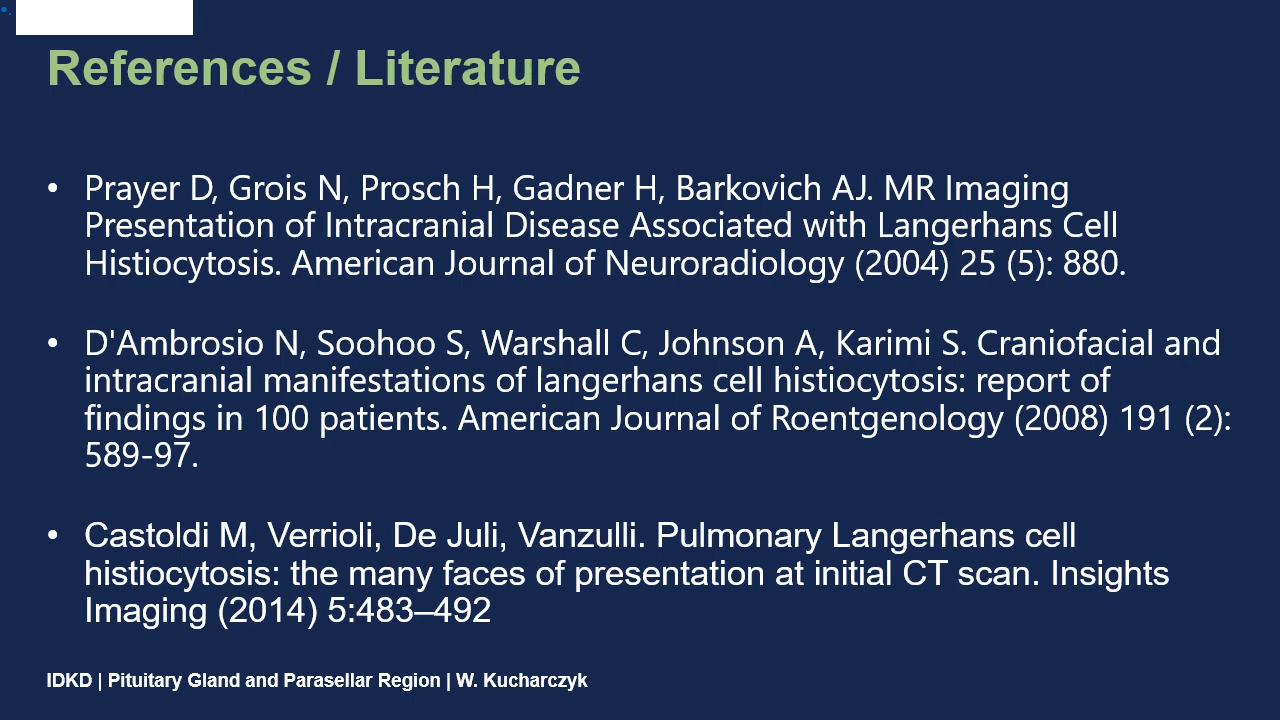 References / Literature
• Prayer D, Grois N, Prosch H, Gadner H, Barkovich AJ. MR Imaging
Presentation of Intracranial Disease Associated with Langerhans Cell
Histiocytosis. American Journal of Neuroradiology (2004) 25 (5): 880.
• D'Ambrosio N, Soohoo S, Warshall C, Johnson A, Karimi S. Craniofacial and
intracranial manifestations of langerhans cell histiocytosis: report of
findings in 100 patients. American Journal of Roentgenology (2008) 191 (2):
589-97.
• Castoldi M, Verrioli, De Juli, Vanzulli. Pulmonary Langerhans cell
histiocytosis: the many faces of presentation at initial CT scan. Insights
Imaging (2014) 5:483–492
IDKD | Pituitary Gland and Parasellar Region | W. Kucharczyk